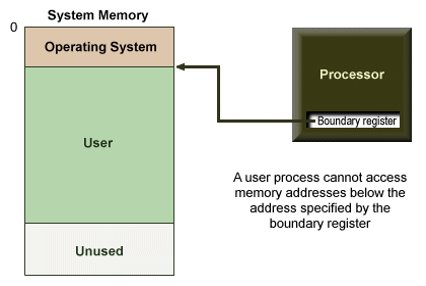 System Memory
0
Operating System
Processor
Boundary register
User
A user process cannot access
memory addresses below the
address specified by the
boundary register
Unused